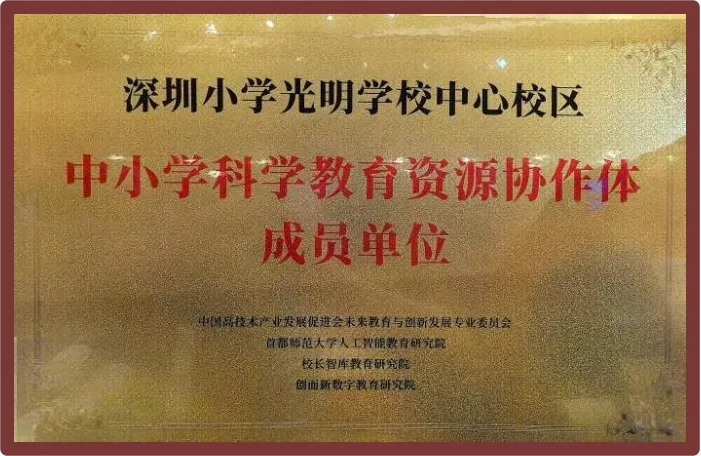 深圳小学光明学校中心校区
中小学科学教育资源协作体
成员单位
中国高技术产业发展促进会未来教育与创新发展专业委员会
首都师范大学人工智能教育研究院
校长智库教育研究院
创而新数字教育研究院